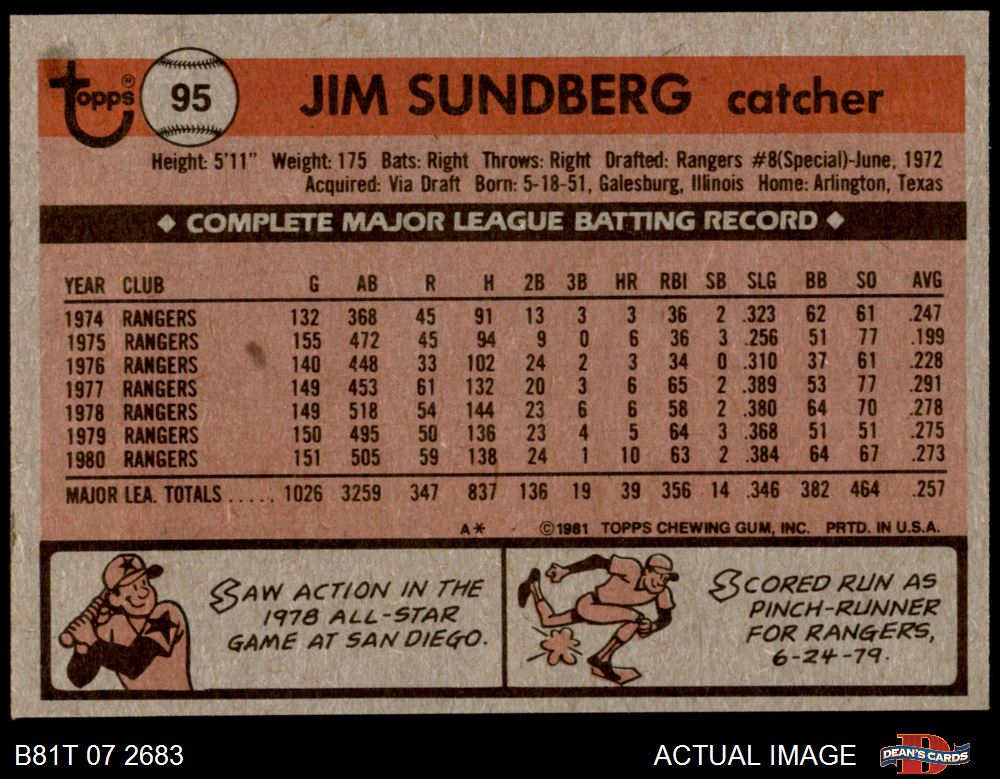 Topps® 95 JIM SUNDBERG catcher
Height: 5'11" Weight: 175 Bats: Right Throws: Right Drafted: Rangers #8(Special)-June, 1972
Acquired: Via Draft Born: 5-18-51, Galesburg, Illinois Home: Arlington, Texas
◆ COMPLETE MAJOR LEAGUE BATTING RECORD ◆
YEAR CLUB G AB R H 2B 3B HR RBI SB SLG BB SO AVG
1974 RANGERS 132 368 45 91 13 3 3 36 2 .323 62 61 .247
1975 RANGERS 155 472 45 94 9 0 6 36 3 .256 51 77 .199
1976 RANGERS 140 448 33 102 24 2 3 34 0 .310 37 61 .228
1977 RANGERS 149 453 61 132 20 3 6 65 2 .389 53 77 .291
1978 RANGERS 149 518 54 144 23 6 6 58 2 .380 64 70 .278
1979 RANGERS 150 495 50 136 23 4 5 64 3 .368 51 51 .275
1980 RANGERS 151 505 59 138 24 1 10 63 2 .384 64 67 .273
MAJOR LEA. TOTALS ..... 1026 3259 347 837 136 19 39 356 14 .346 382 464 .257
A* ©1981 TOPPS CHEWING GUM, INC. PRTD. IN U.S.A.
SAW ACTION IN THE
1978 ALL-STAR
GAME AT SAN DIEGO.
SCORED RUN AS
PINCH-RUNNER
FOR RANGERS,
6-24-79.
B81T 07 2683 ACTUAL IMAGE DEAN'S CARDS